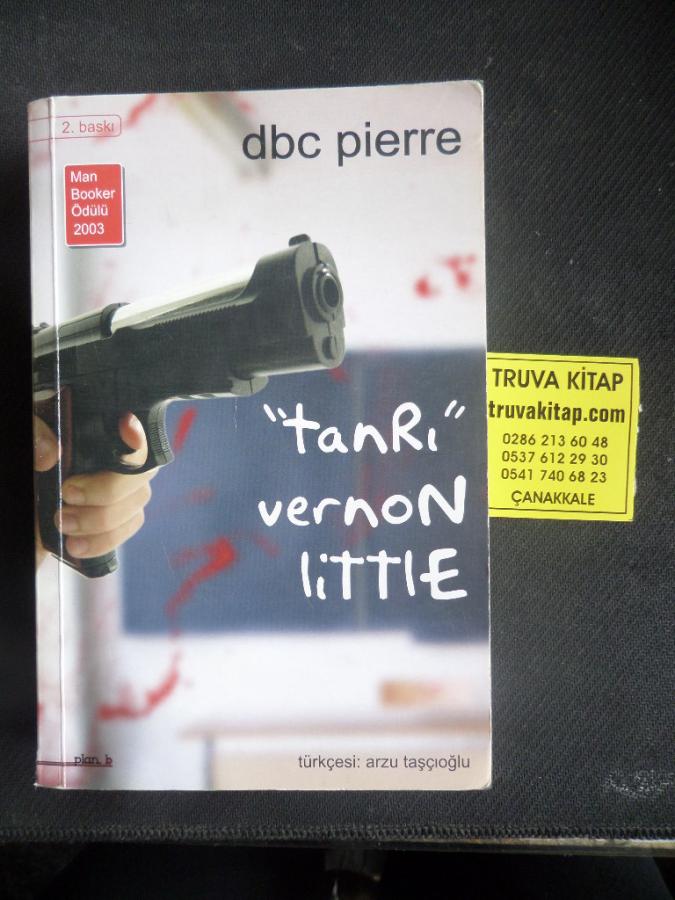 2. baskı
dbc pierre
Man
Booker
Ödülü
2003
"tanRı"
vernoN
liTTlE
plan b
türkçesi: arzu taşçıoğlu
TRUVA KİTAP
truvakitap.com
0286 213 60 48
0537 612 29 30
0541 740 68 23
ÇANAKKALE